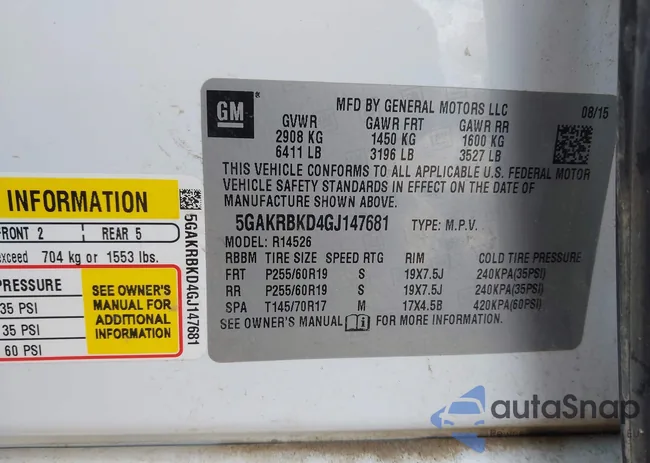 GM
MFD BY GENERAL MOTORS LLC 08/15
GVWR GAWR FRT GAWR RR
2908 KG 1450 KG 1600 KG
6411 LB 3196 LB 3527 LB
THIS VEHICLE CONFORMS TO ALL APPLICABLE U.S. FEDERAL MOTOR
VEHICLE SAFETY STANDARDS IN EFFECT ON THE DATE OF
MANUFACTURE SHOWN ABOVE.
5GAKRBKD4GJ147681 TYPE: M.P.V.
MODEL: R14526
RBBM TIRE SIZE SPEED RTG RIM COLD TIRE PRESSURE
FRT P255/60R19 S 19X7.5J 240KPA(35PSI)
RR P255/60R19 S 19X7.5J 240KPA(35PSI)
SPA T145/70R17 M 17X4.5B 420KPA(60PSI)
SEE OWNER'S MANUAL FOR MORE INFORMATION.
INFORMATION
FRONT 2 REAR 5
exceed 704 kg or 1553 lbs.
PRESSURE
35 PSI
35 PSI
60 PSI
SEE OWNER'S
MANUAL FOR
ADDITIONAL
INFORMATION
5GAKRBKD4GJ147681
autoSnap
Powered by AutoHelperBot